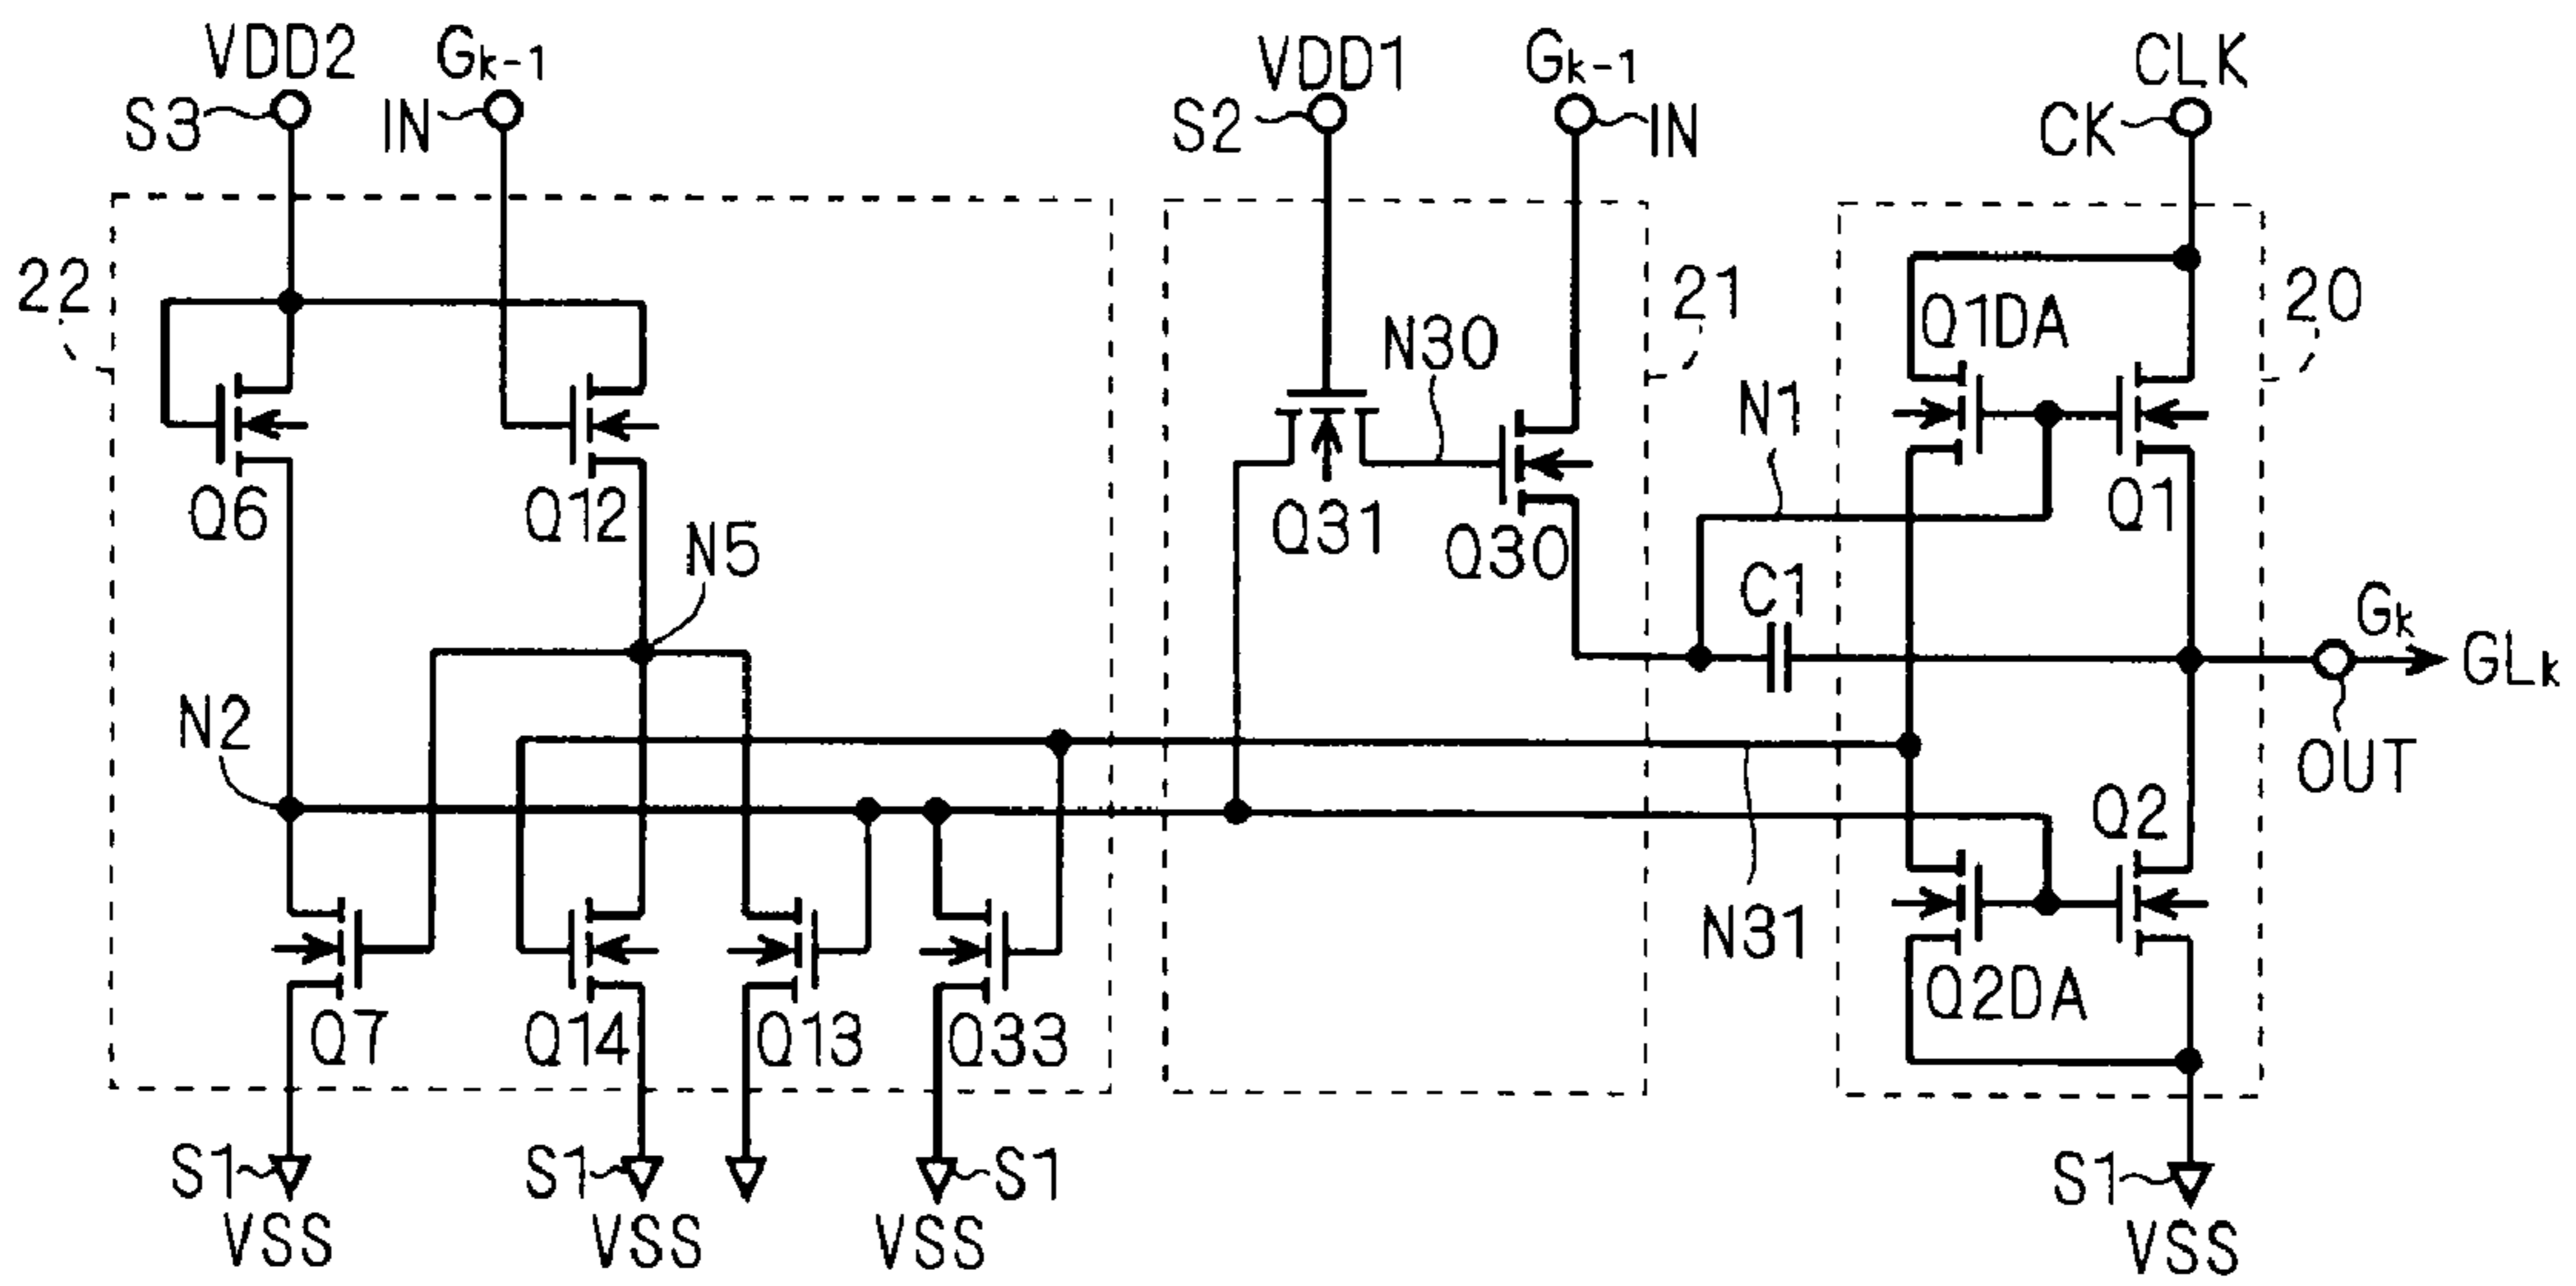 VDD2
Gk-1
VDD1
Gk-1
CLK
S3
IN
S2
IN
CK
22
21
20
Q1DA
N30
N1
Q6
Q12
Q31
Q30
Q1
N5
C1
Gk
GLk
N2
OUT
Q2
N31
Q2DA
Q7
Q14
Q13
Q33
S1
S1
S1
S1
VSS
VSS
VSS
VSS